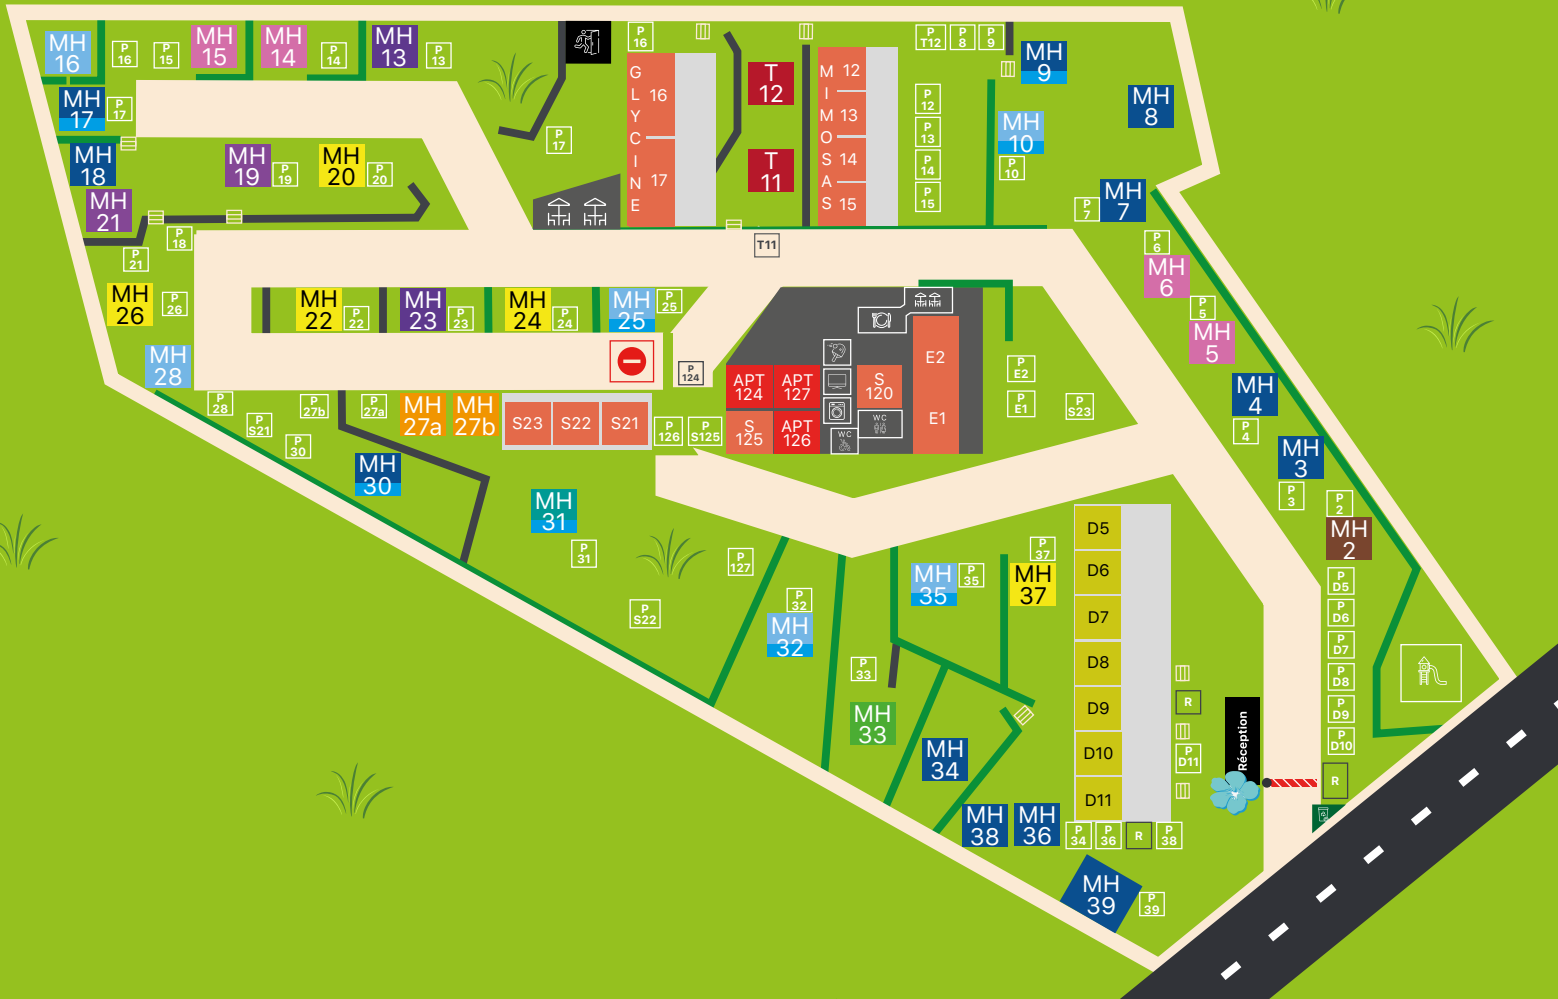 MH
16
P
16
P
15
MH
15
MH
14
P
14
MH
13
P
13
P
16
P
T12
P
8
P
9
MH
9
MH
17
P
17
G
L
Y
C
I
N
E
16
17
T
12
T
11
M
I
M
O
S
A
S
12
13
14
15
P
12
P
13
P
14
P
15
MH
10
P
10
MH
8
P
17
MH
18
MH
19
P
19
MH
20
P
20
MH
21
P
18
P
21
P
7
MH
7
T11
P
6
MH
6
P
5
MH
5
MH
26
P
26
MH
22
P
22
MH
23
P
23
MH
24
P
24
MH
25
P
25
MH
28
P
28
P
124
APT
124
APT
127
S
125
APT
126
S
120
WC
WC
E2
E1
P
E2
P
E1
P
S23
MH
4
P
4
P
S21
P
27b
P
27a
MH
27a
MH
27b
S23
S22
S21
P
126
P
S125
P
30
MH
30
MH
3
P
3
P
2
MH
2
MH
31
P
31
P
127
P
S22
P
32
MH
32
MH
35
P
35
P
37
MH
37
P
33
MH
33
MH
34
D5
D6
D7
D8
D9
D10
D11
P
D5
P
D6
P
D7
P
D8
P
D9
P
D10
R
P
D11
Réception
R
MH
38
MH
36
P
34
P
36
R
P
38
MH
39
P
39